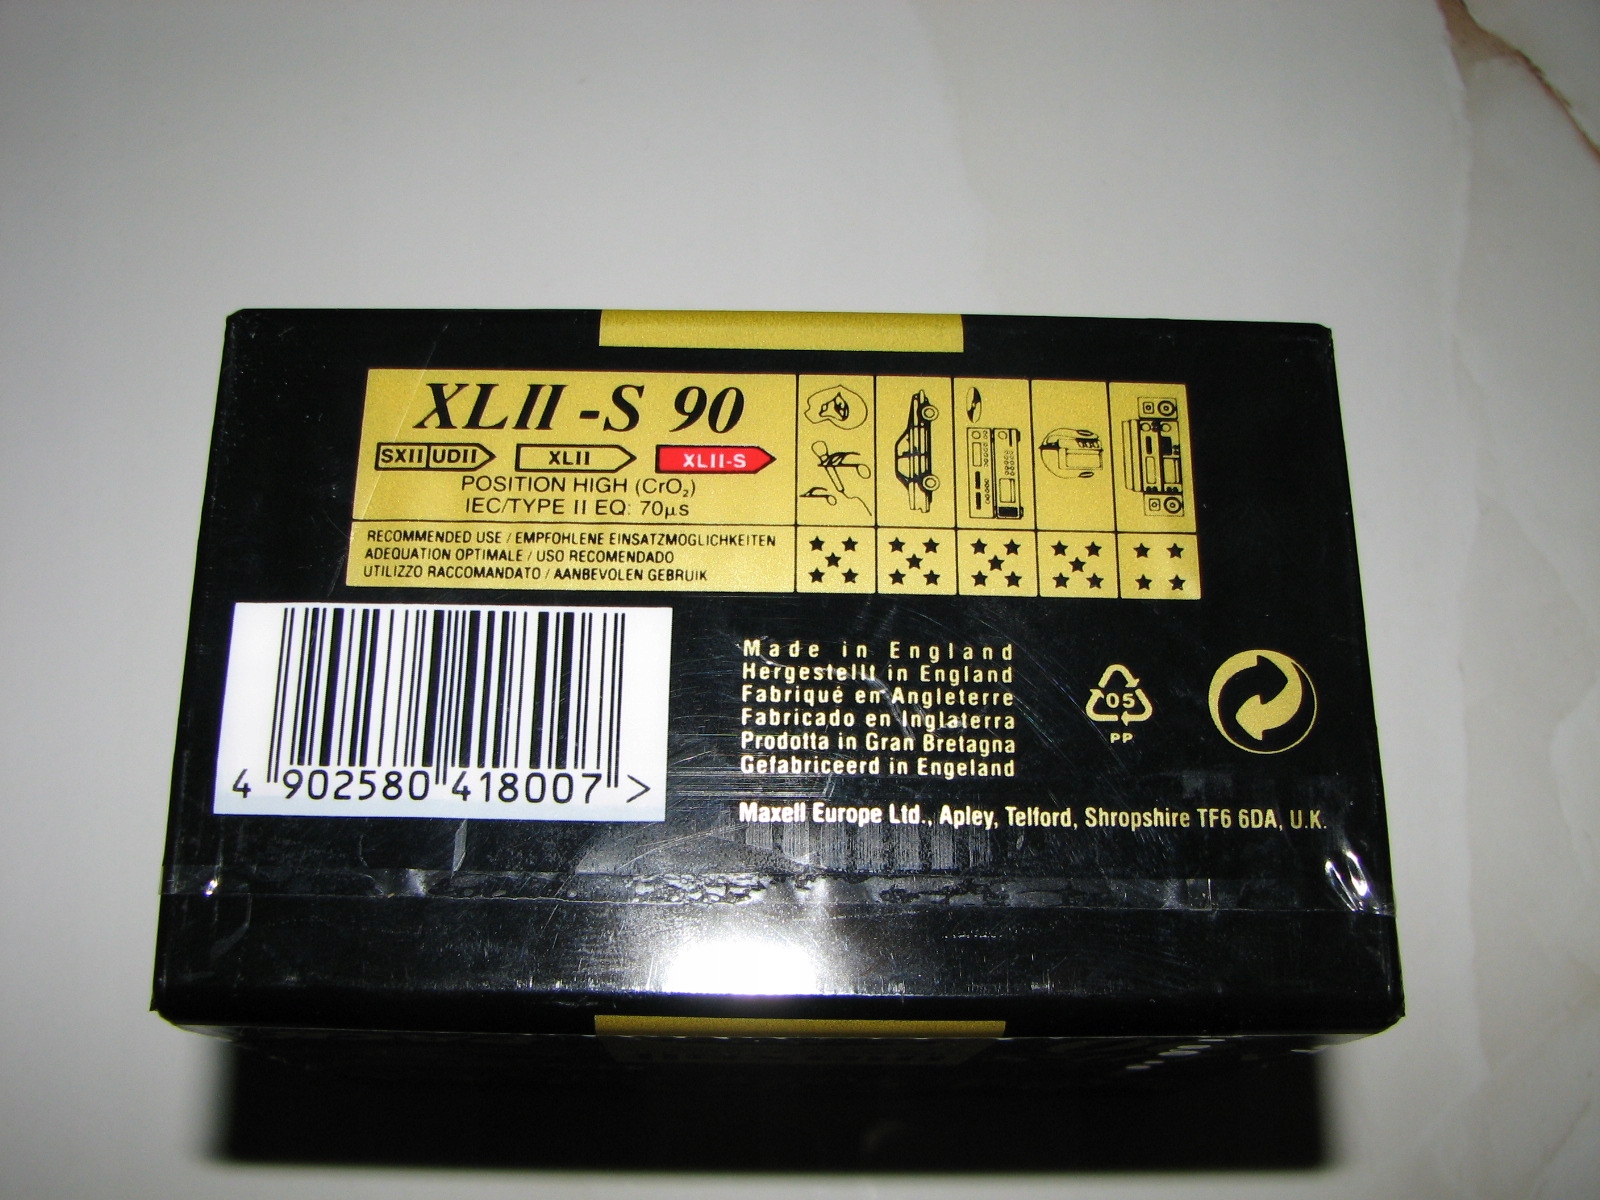 XLII-S 90
SXII UDII XLII XLII-S
POSITION HIGH (CrO₂)
IEC/TYPE II EQ: 70µs
RECOMMENDED USE / EMPFOHLENE EINSATZMOGLICHKEITEN
ADEQUATION OPTIMALE / USO RECOMENDADO
UTILIZZO RACCOMANDATO / AANBEVOLEN GEBRUIK
4 902580 418007 >
Made in England
Hergestellt in England
Fabriqué en Angleterre
Fabricado en Inglaterra
Prodotta in Gran Bretagna
Gefabriceerd in Engeland
05
PP
Maxell Europe Ltd., Apley, Telford, Shropshire TF6 6DA, U.K.